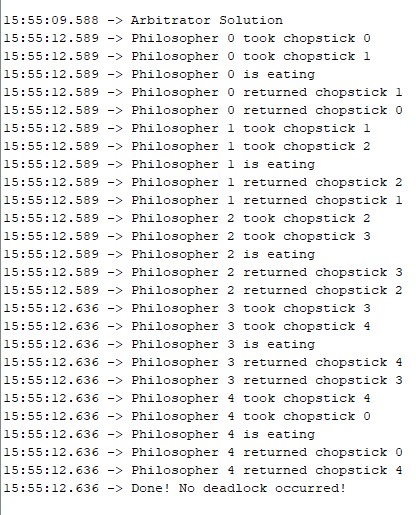 15:55:09.588 -> Arbitrator Solution
15:55:12.589 -> Philosopher 0 took chopstick 0
15:55:12.589 -> Philosopher 0 took chopstick 1
15:55:12.589 -> Philosopher 0 is eating
15:55:12.589 -> Philosopher 0 returned chopstick 1
15:55:12.589 -> Philosopher 0 returned chopstick 0
15:55:12.589 -> Philosopher 1 took chopstick 1
15:55:12.589 -> Philosopher 1 took chopstick 2
15:55:12.589 -> Philosopher 1 is eating
15:55:12.589 -> Philosopher 1 returned chopstick 2
15:55:12.589 -> Philosopher 1 returned chopstick 1
15:55:12.589 -> Philosopher 2 took chopstick 2
15:55:12.589 -> Philosopher 2 took chopstick 3
15:55:12.589 -> Philosopher 2 is eating
15:55:12.589 -> Philosopher 2 returned chopstick 3
15:55:12.589 -> Philosopher 2 returned chopstick 2
15:55:12.636 -> Philosopher 3 took chopstick 3
15:55:12.636 -> Philosopher 3 took chopstick 4
15:55:12.636 -> Philosopher 3 is eating
15:55:12.636 -> Philosopher 3 returned chopstick 4
15:55:12.636 -> Philosopher 3 returned chopstick 3
15:55:12.636 -> Philosopher 4 took chopstick 4
15:55:12.636 -> Philosopher 4 took chopstick 0
15:55:12.636 -> Philosopher 4 is eating
15:55:12.636 -> Philosopher 4 returned chopstick 0
15:55:12.636 -> Philosopher 4 returned chopstick 4
15:55:12.636 -> Done! No deadlock occurred!